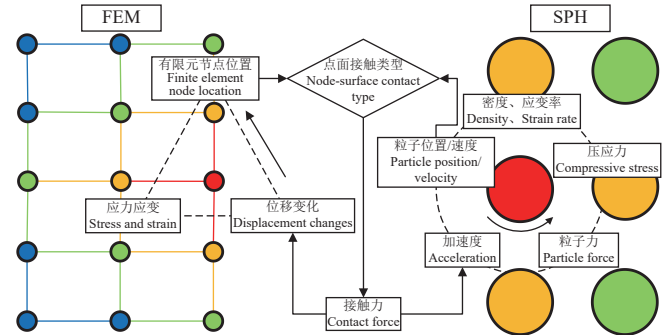 FEM
SPH
有限元节点位置
Finite element
node location
点面接触类型
Node-surface contact
type
密度、应变率
Density、Strain rate
粒子位置/速度
Particle position/
velocity
压应力
Compressive stress
应力应变
Stress and strain
位移变化
Displacement changes
加速度
Acceleration
粒子力
Particle force
接触力
Contact force